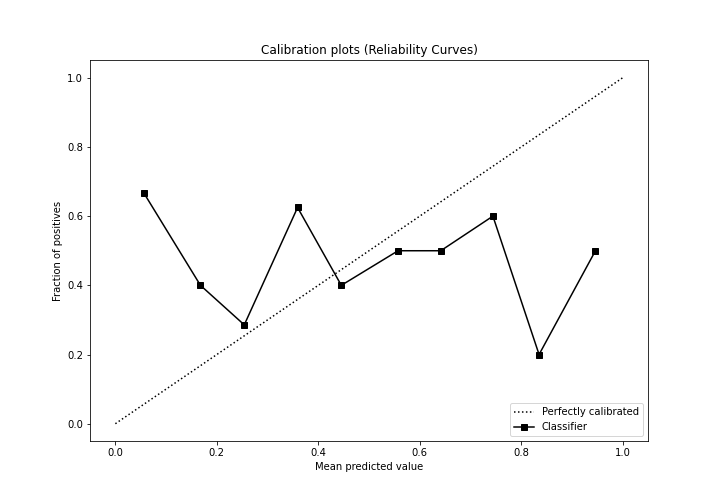 Calibration plots (Reliability Curves)
1.0
0.8
0.6
0.4
0.2
0.0
Fraction of positives
0.0 0.2 0.4 0.6 0.8 1.0
Mean predicted value
Perfectly calibrated
Classifier